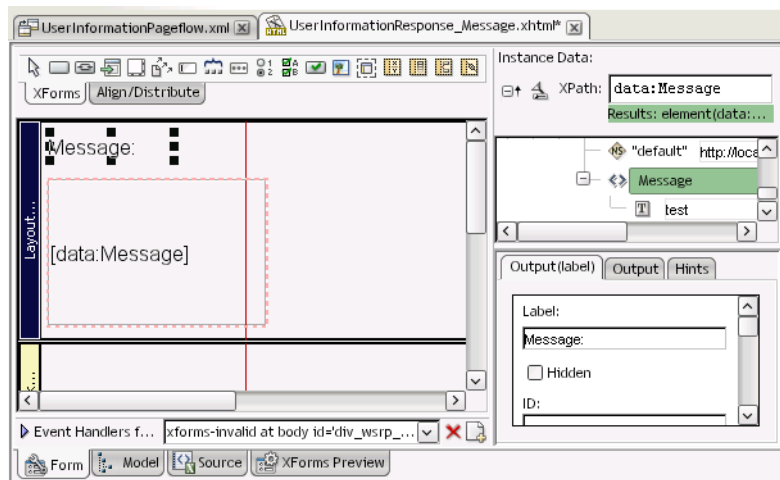 UserInformationPageflow.xml
UserInformationResponse_Message.xhtml*
XForms Align/Distribute
Layout...
Message:
[data:Message]
Event Handlers f... xforms-invalid at body id='div_wsrp_...
Form Model Source XForms Preview
Instance Data:
XPath: data:Message
Results: element(data:...
NS "default" http://loca
Message
T test
Output(label) Output Hints
Label:
Message:
Hidden
ID: